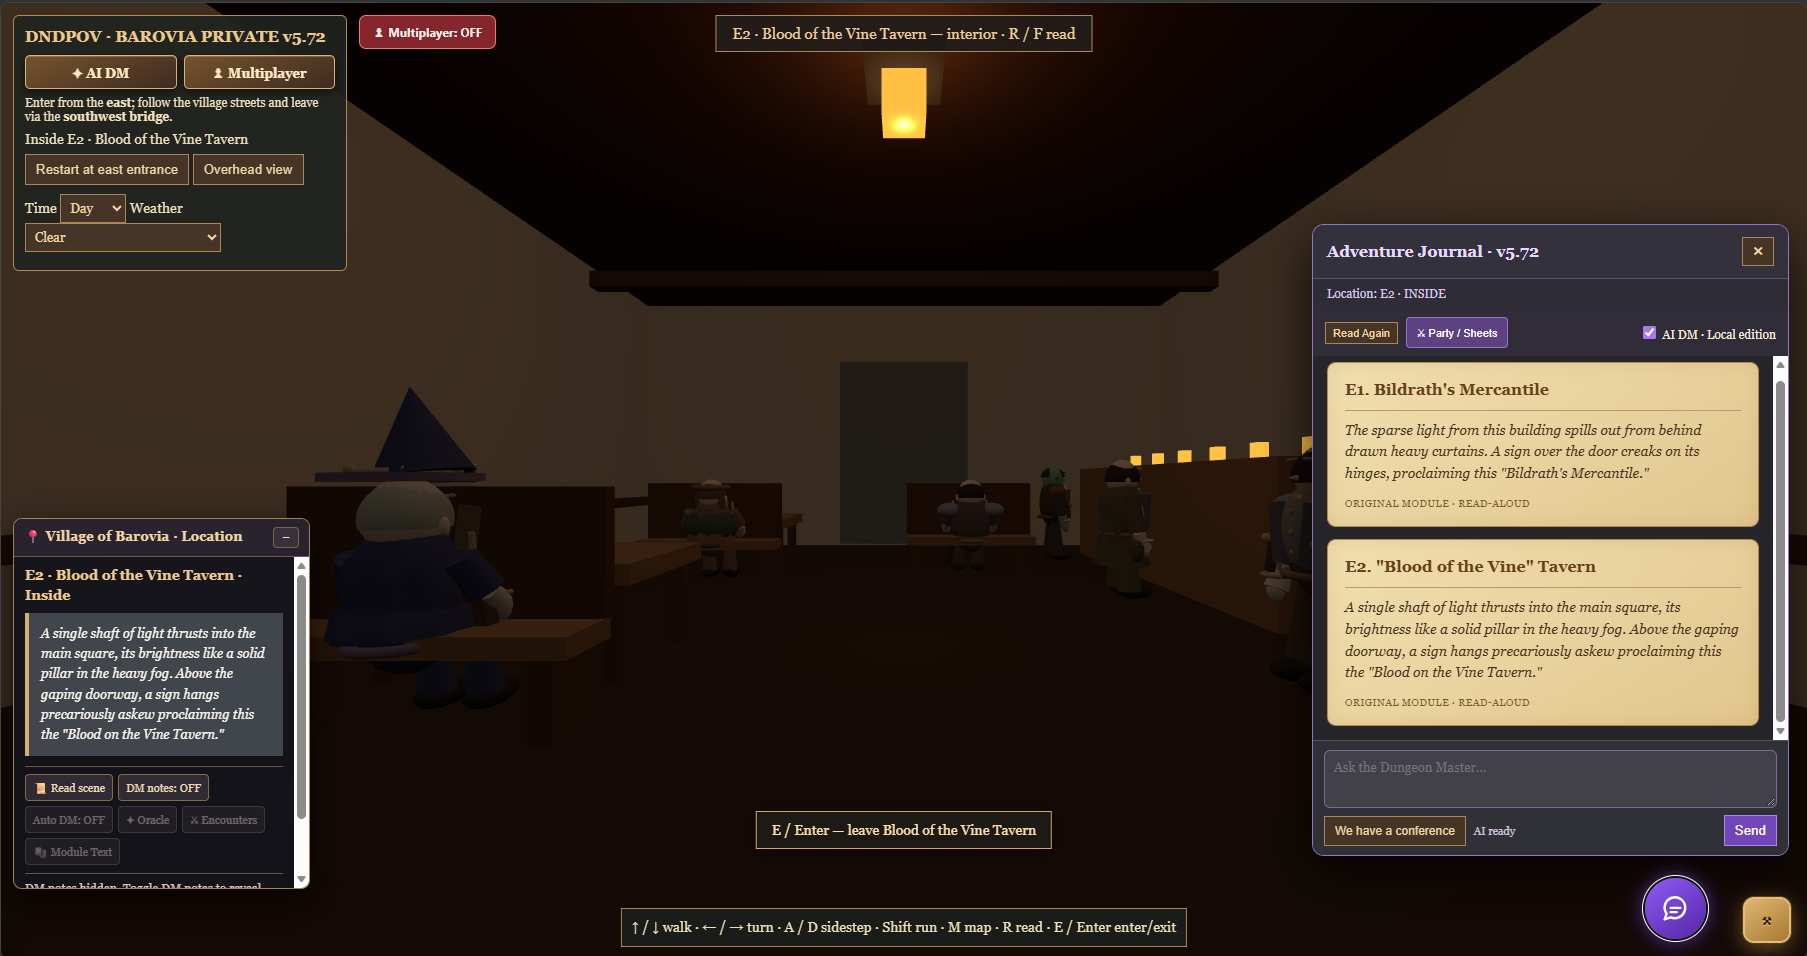 DNDPOV - BAROVIA PRIVATE v5.72
✦ AI DM
Multiplayer
Enter from the east; follow the village streets and leave
via the southwest bridge.
Inside E2 · Blood of the Vine Tavern
Restart at east entrance
Overhead view
Time Day Weather
Clear
Multiplayer: OFF
E2 · Blood of the Vine Tavern — interior · R / F read
Village of Barovia · Location
–
E2 · Blood of the Vine Tavern ·
Inside
A single shaft of light thrusts into the
main square, its brightness like a solid
pillar in the heavy fog. Above the
gaping doorway, a sign hangs
precariously askew proclaiming this
the "Blood on the Vine Tavern."
Read scene
DM notes: OFF
Auto DM: OFF
✦ Oracle
⚔ Encounters
Module Text
DM notes hidden. Toggle DM notes to reveal
E / Enter — leave Blood of the Vine Tavern
↑ / ↓ walk · ← / → turn · A / D sidestep · Shift run · M map · R read · E / Enter enter/exit
Adventure Journal · v5.72
×
Location: E2 · INSIDE
Read Again
⚔ Party / Sheets
AI DM · Local edition
E1. Bildrath's Mercantile
The sparse light from this building spills out from behind
drawn heavy curtains. A sign over the door creaks on its
hinges, proclaiming this "Bildrath's Mercantile."
ORIGINAL MODULE · READ-ALOUD
E2. "Blood of the Vine" Tavern
A single shaft of light thrusts into the main square, its
brightness like a solid pillar in the heavy fog. Above the gaping
doorway, a sign hangs precariously askew proclaiming this
the "Blood on the Vine Tavern."
ORIGINAL MODULE · READ-ALOUD
Ask the Dungeon Master...
We have a conference
AI ready
Send